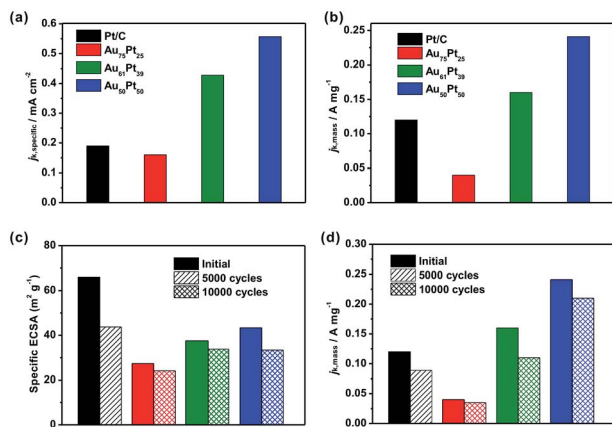 (a)
0.6
0.5
0.4
0.3
0.2
0.1
0.0
j_k,specific / mA cm⁻²
Pt/C
Au₇₅Pt₂₅
Au₆₁Pt₃₉
Au₅₀Pt₅₀
(b)
0.25
0.20
0.15
0.10
0.05
0.00
j_k,mass / A mg⁻¹
Pt/C
Au₇₅Pt₂₅
Au₆₁Pt₃₉
Au₅₀Pt₅₀
(c)
80
60
40
20
0
Specific ECSA (m² g⁻¹)
Initial
5000 cycles
10000 cycles
(d)
0.30
0.25
0.20
0.15
0.10
0.05
0.00
j_k,mass / A mg⁻¹
Initial
5000 cycles
10000 cycles